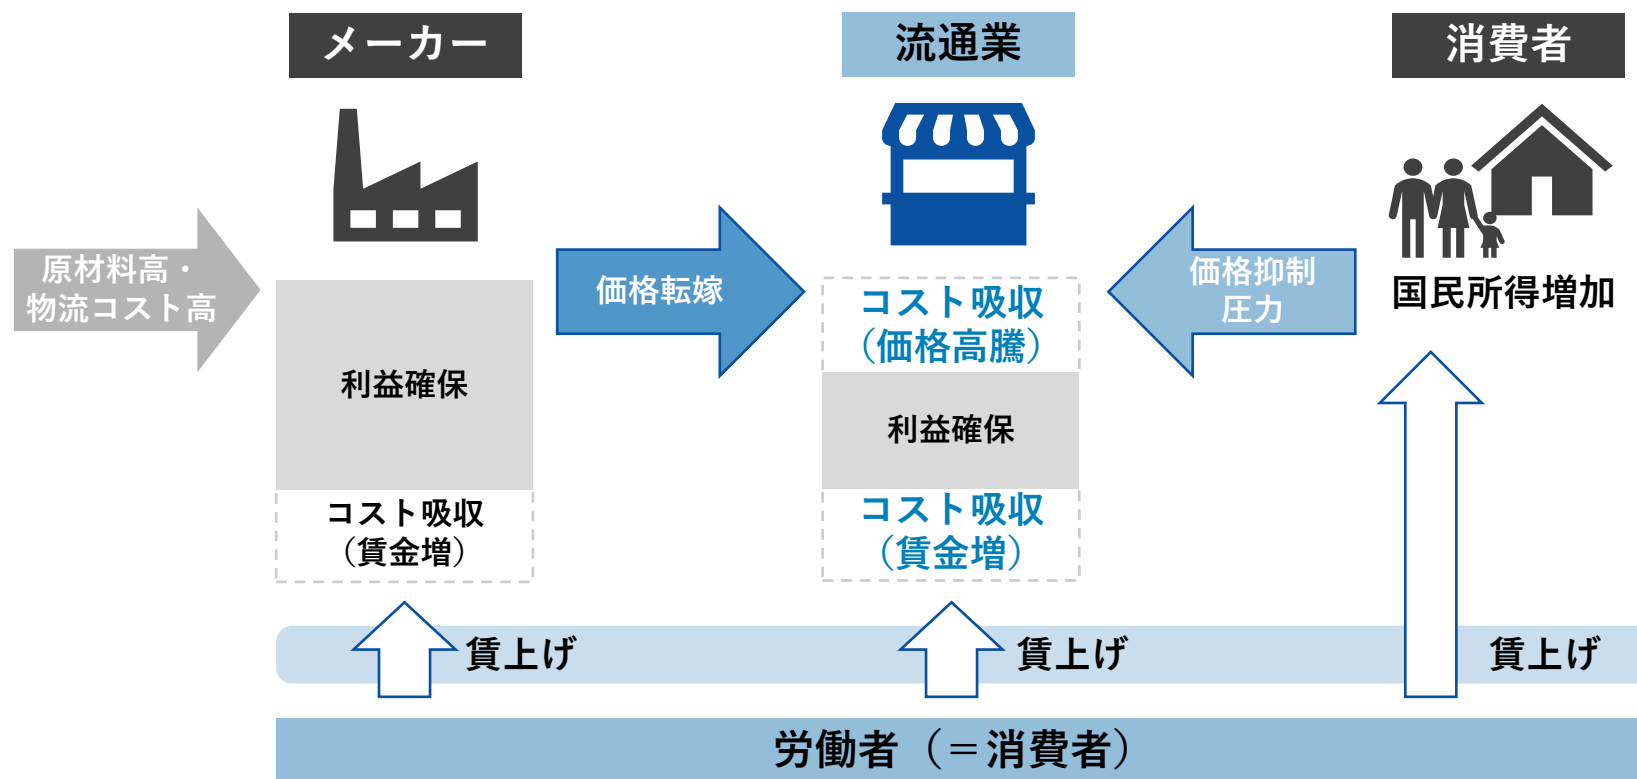 メーカー
流通業
消費者
原材料高・
物流コスト高
価格転嫁
価格抑制
圧力
国民所得増加
コスト吸収
（価格高騰）
利益確保
利益確保
コスト吸収
（賃金増）
コスト吸収
（賃金増）
賃上げ
賃上げ
賃上げ
労働者（＝消費者）